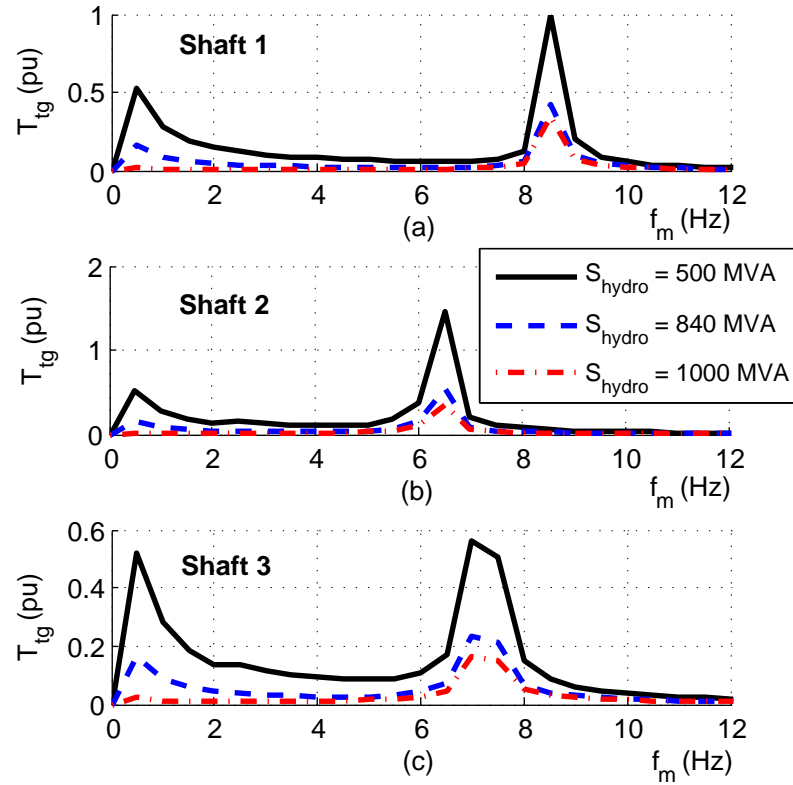 Shaft 1
T_tg (pu)
1
0.5
0
0 2 4 6 8 10 12
f_m (Hz)
(a)
Shaft 2
T_tg (pu)
2
1
0
0 2 4 6 8 10 12
f_m (Hz)
(b)
S_hydro = 500 MVA
S_hydro = 840 MVA
S_hydro = 1000 MVA
Shaft 3
T_tg (pu)
0.6
0.4
0.2
0
0 2 4 6 8 10 12
f_m (Hz)
(c)